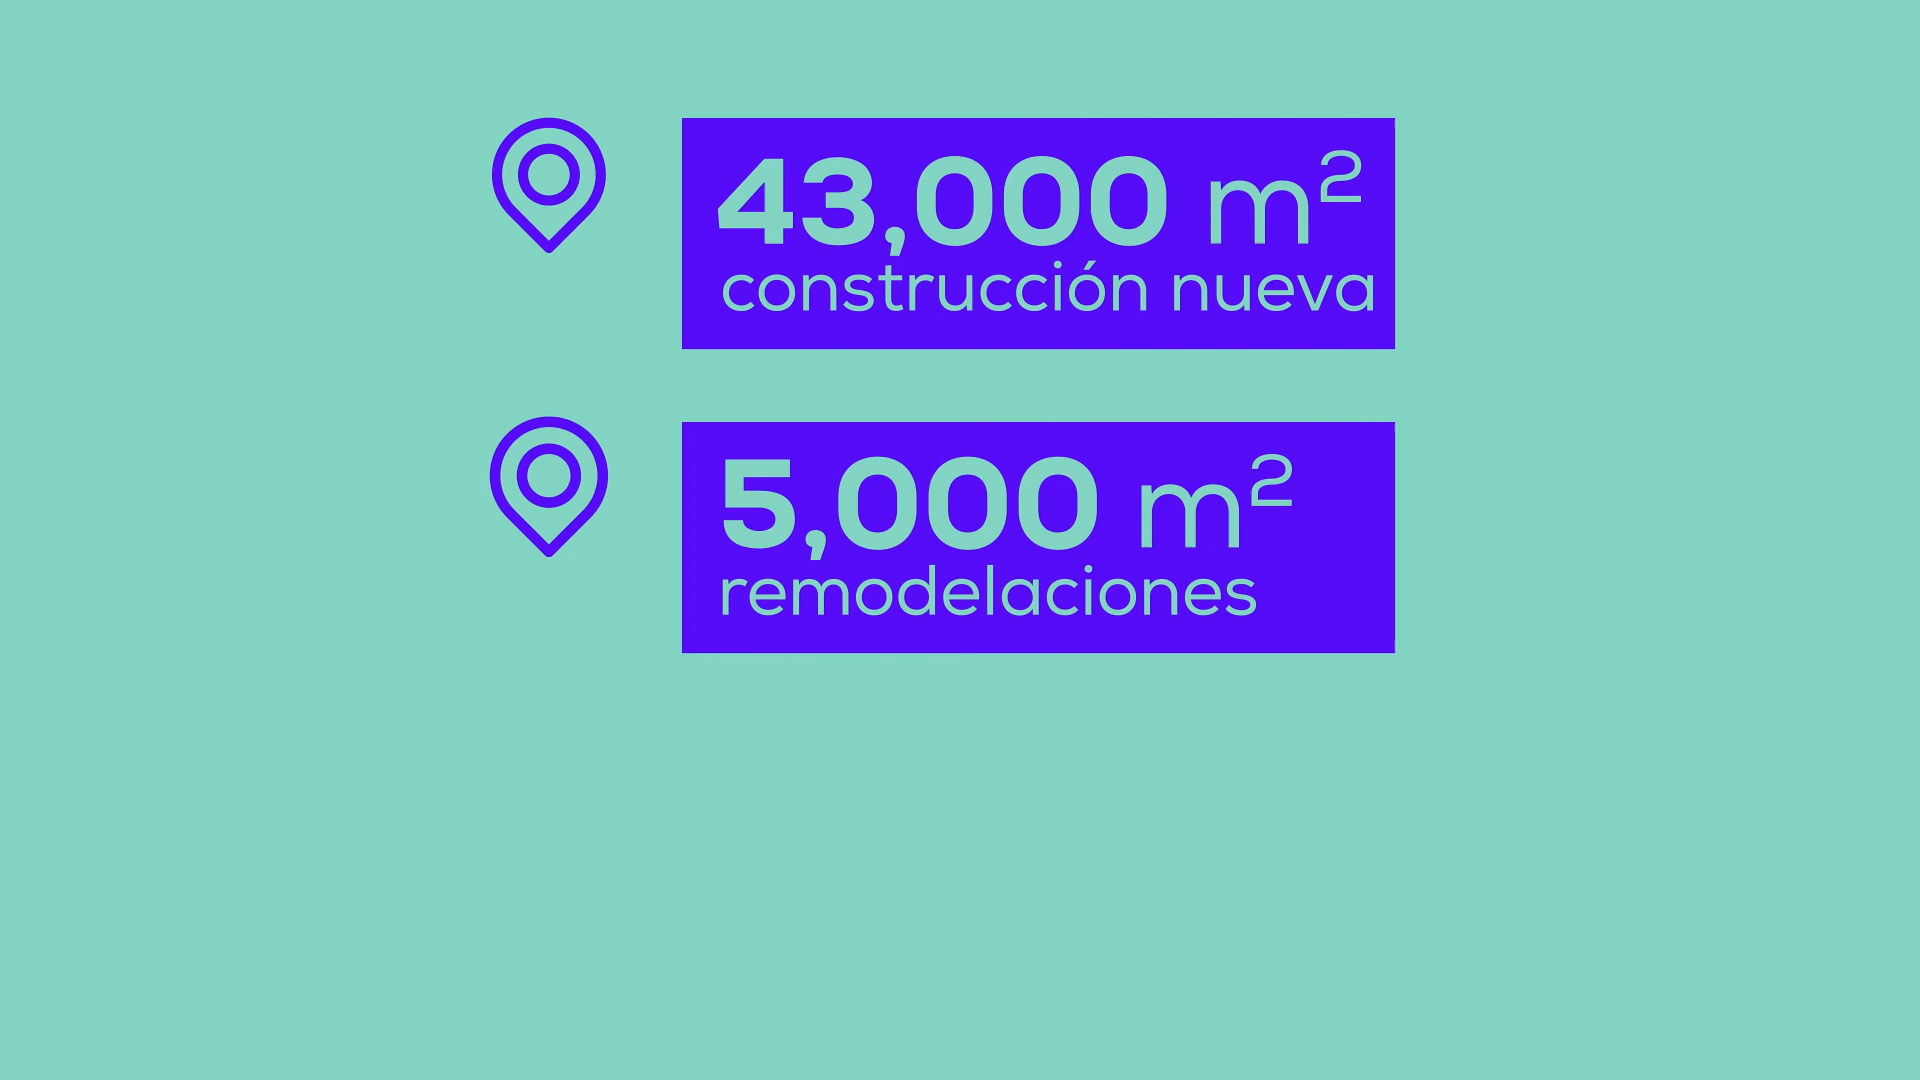 43,000 m²
construcción nueva
5,000 m²
remodelaciones